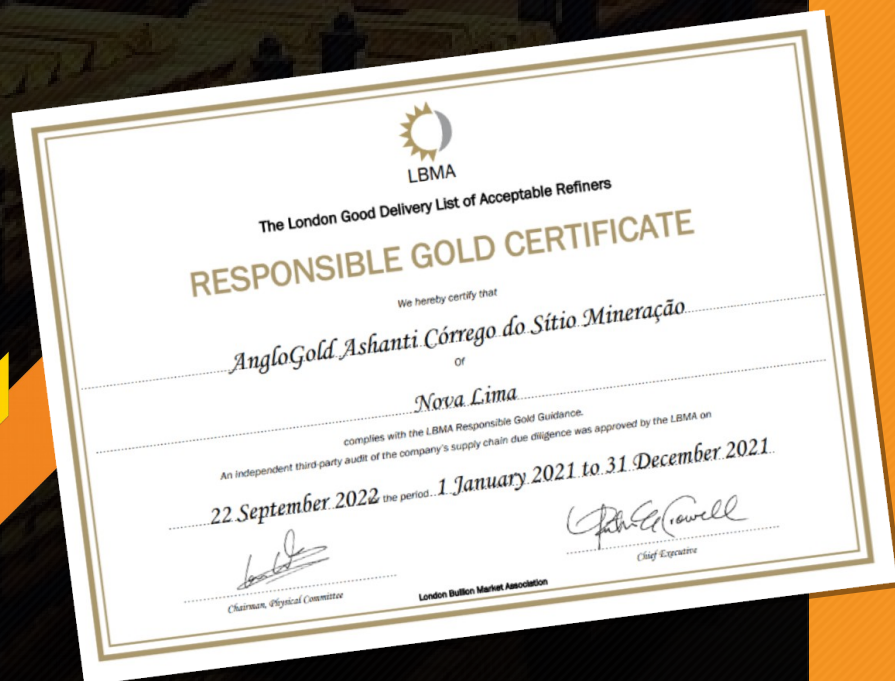 LBMA
The London Good Delivery List of Acceptable Refiners
RESPONSIBLE GOLD CERTIFICATE
We hereby certify that
AngloGold Ashanti Córrego do Sítio Mineração
Of
Nova Lima
complies with the LBMA Responsible Gold Guidance.
An independent third-party audit of the company's supply chain due diligence was approved by the LBMA on
22 September 2022 the period 1 January 2021 to 31 December 2021
Chairman, Physical Committee
London Bullion Market Association
Chief Executive